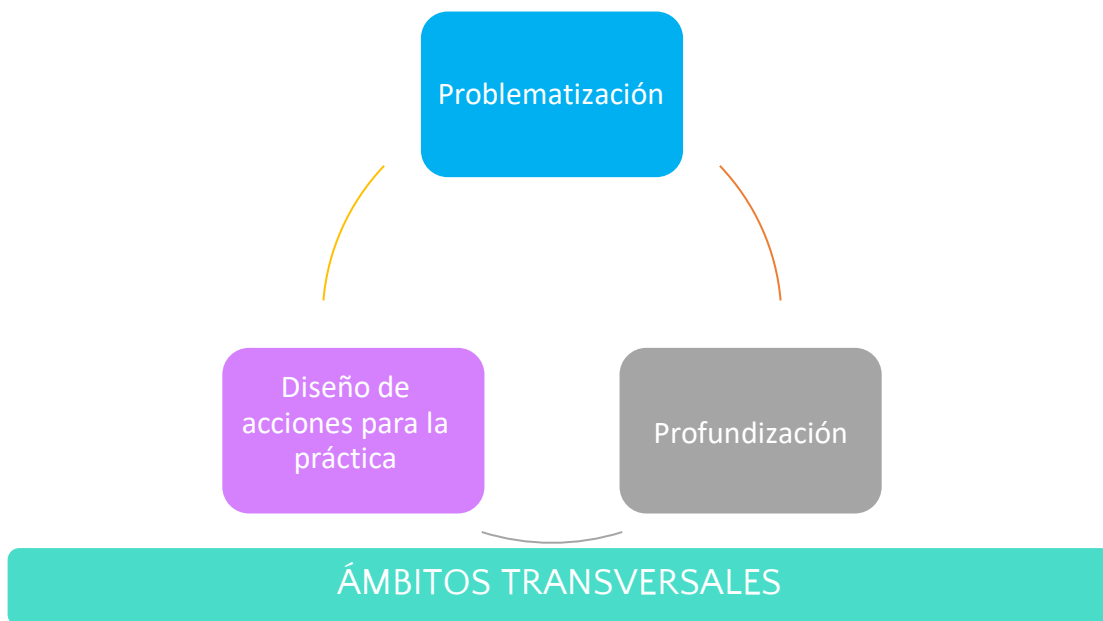 Problematización
Diseño de
acciones para la
práctica
Profundización
ÁMBITOS TRANSVERSALES